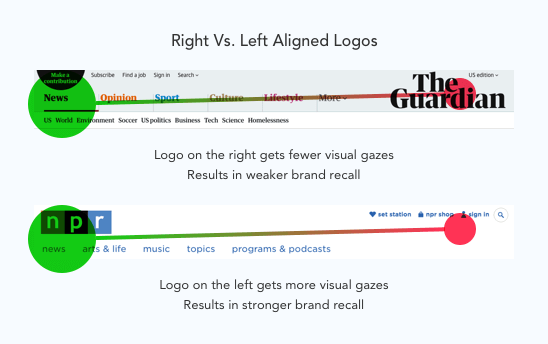 Right Vs. Left Aligned Logos
Make a
contribution
Subscribe Find a job Sign in Search US edition
The
Guardian
News Opinion Sport Culture Lifestyle More
US World Environment Soccer US politics Business Tech Science Homelessness
Logo on the right gets fewer visual gazes
Results in weaker brand recall
npr
set station npr shop sign in
news arts & life music topics programs & podcasts
Logo on the left gets more visual gazes
Results in stronger brand recall